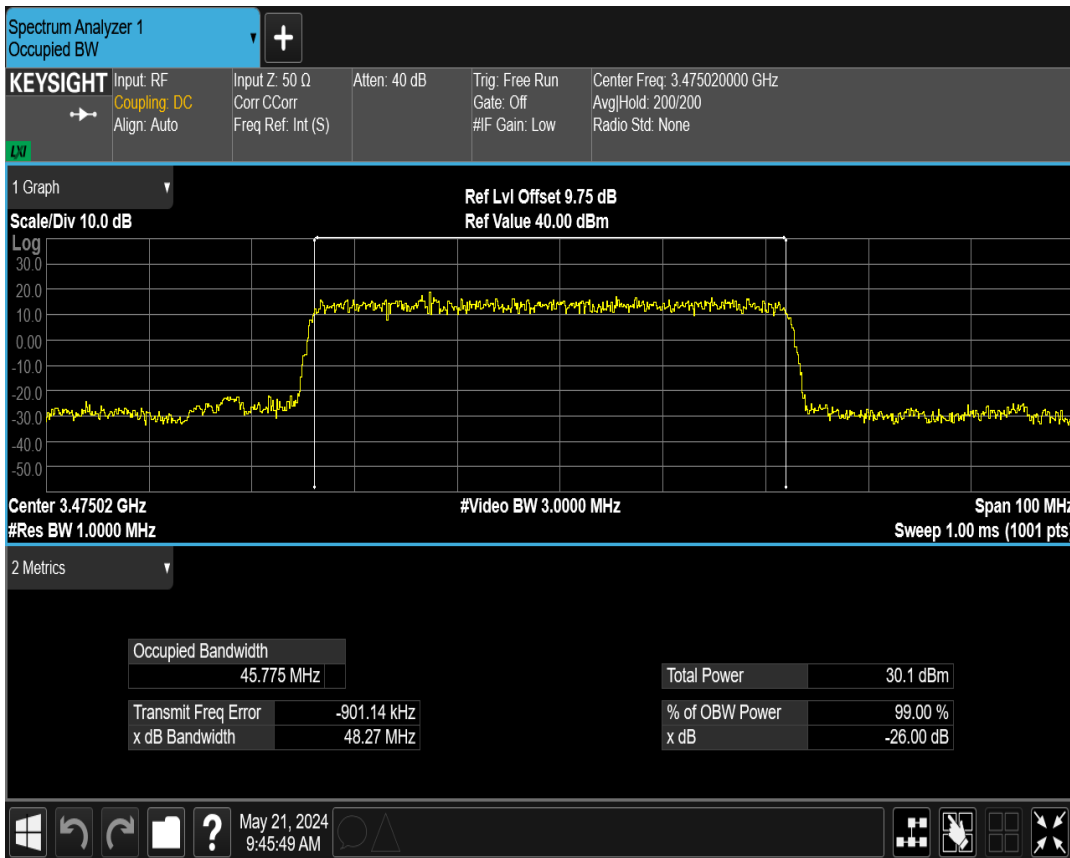 Spectrum Analyzer 1
Occupied BW
KEYSIGHT
Input: RF
Coupling: DC
Align: Auto
Input Z: 50 Ω
Corr CCorr
Freq Ref: Int (S)
Atten: 40 dB
Trig: Free Run
Gate: Off
#IF Gain: Low
Center Freq: 3.475020000 GHz
Avg|Hold: 200/200
Radio Std: None
LXI
1 Graph
Scale/Div 10.0 dB
Ref Lvl Offset 9.75 dB
Ref Value 40.00 dBm
Log
30.0
20.0
10.0
0.00
-10.0
-20.0
-30.0
-40.0
-50.0
Center 3.47502 GHz
#Res BW 1.0000 MHz
#Video BW 3.0000 MHz
Span 100 MHz
Sweep 1.00 ms (1001 pts)
2 Metrics
Occupied Bandwidth
45.775 MHz
Transmit Freq Error -901.14 kHz
x dB Bandwidth 48.27 MHz
Total Power 30.1 dBm
% of OBW Power 99.00 %
x dB -26.00 dB
?
May 21, 2024
9:45:49 AM